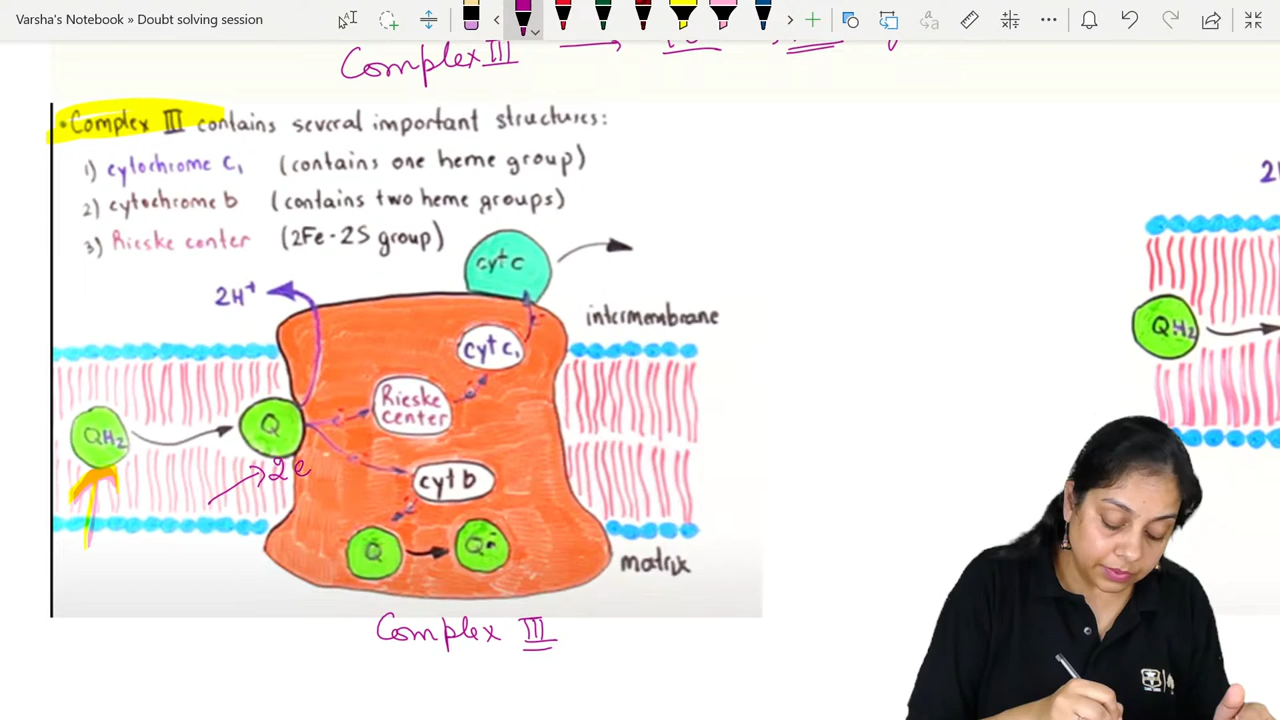 Varsha's Notebook » Doubt solving session
Complex III
• Complex III contains several important structures:
1) cytochrome c₁ (contains one heme group)
2) cytochrome b (contains two heme groups)
3) Rieske center (2Fe-2S group)
cyt c
2H⁺
intermembrane
e⁻
cyt c₁
Rieske
center
e⁻
e⁻
QH₂
Q
2e
e⁻
cyt b
e⁻
Q
Q∸
matrix
Complex III
QH₂